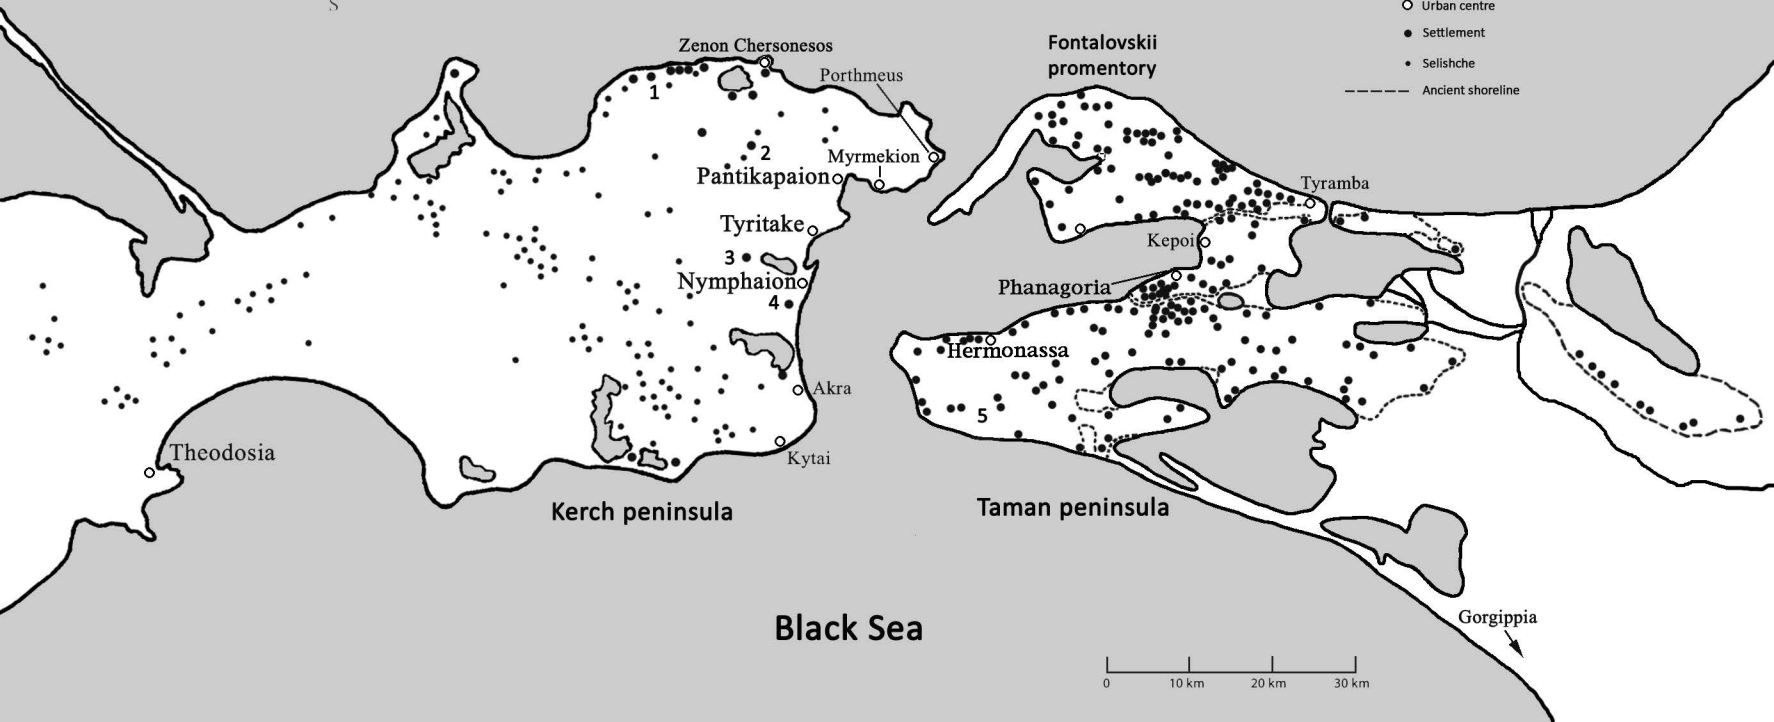 S
Urban centre
Settlement
Selishche
Ancient shoreline
Fontalovskii
promentory
Zenon Chersonesos
Porthmeus
1
2
Myrmekion
Pantikapaion
Tyramba
Tyritake
Kepoi
3
Nymphaion
Phanagoria
4
Hermonassa
Akra
5
Theodosia
Kytai
Kerch peninsula
Taman peninsula
Black Sea
Gorgippia
0 10 km 20 km 30 km